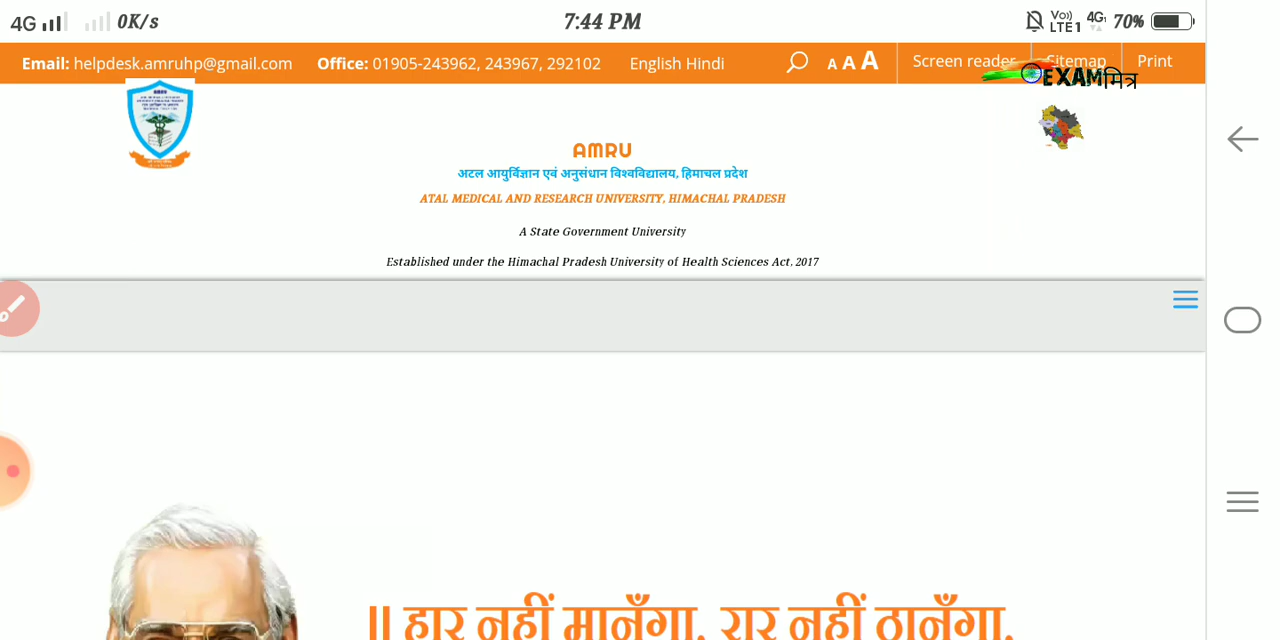 4G 0K/s 7:44 PM Vo) LTE1 4G 70%
Email: helpdesk.amruhp@gmail.com Office: 01905-243962, 243967, 292102 English Hindi A A A Screen reader Sitemap Print
EXAMमित्र
AMRU
अटल आयुर्विज्ञान एवं अनुसंधान विश्वविद्यालय, हिमाचल प्रदेश
ATAL MEDICAL AND RESEARCH UNIVERSITY, HIMACHAL PRADESH
A State Government University
Established under the Himachal Pradesh University of Health Sciences Act, 2017
|| हार नहीं मानूँगा, रार नहीं ठानूँगा,